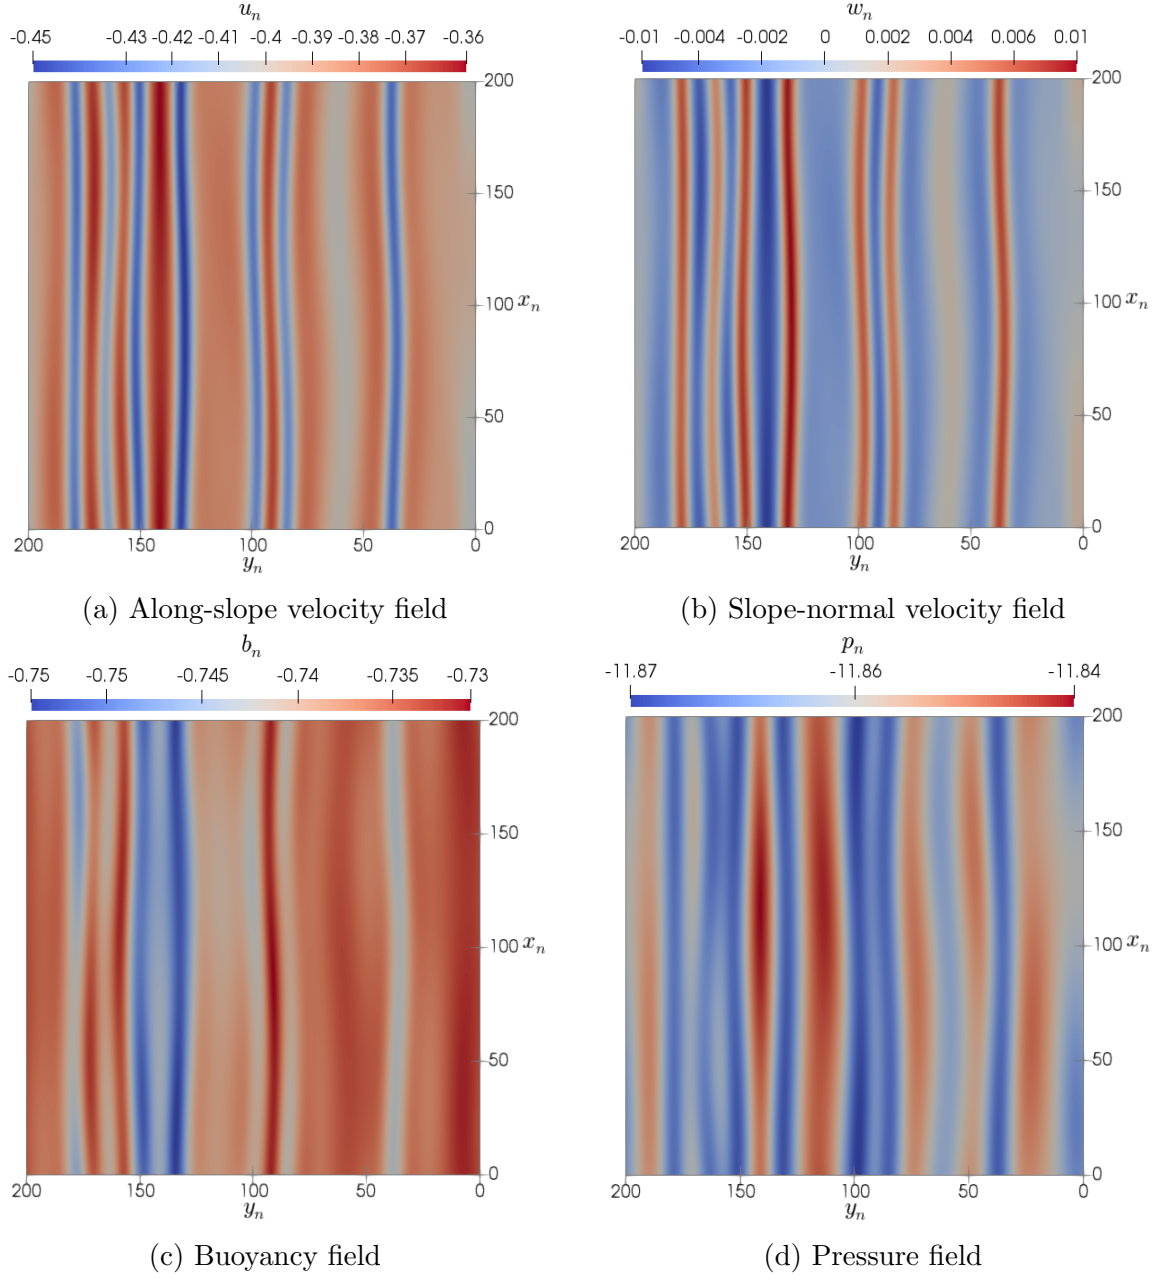 u_n
-0.45 -0.43 -0.42 -0.41 -0.4 -0.39 -0.38 -0.37 -0.36
200
150
100 x_n
50
0
200 150 100 50 0
y_n
(a) Along-slope velocity field
w_n
-0.01 -0.004 -0.002 0 0.002 0.004 0.006 0.01
200
150
100 x_n
50
0
200 150 100 50 0
y_n
(b) Slope-normal velocity field
b_n
-0.75 -0.75 -0.745 -0.74 -0.735 -0.73
200
150
100 x_n
50
0
200 150 100 50 0
y_n
(c) Buoyancy field
p_n
-11.87 -11.86 -11.84
200
150
100 x_n
50
0
200 150 100 50 0
y_n
(d) Pressure field